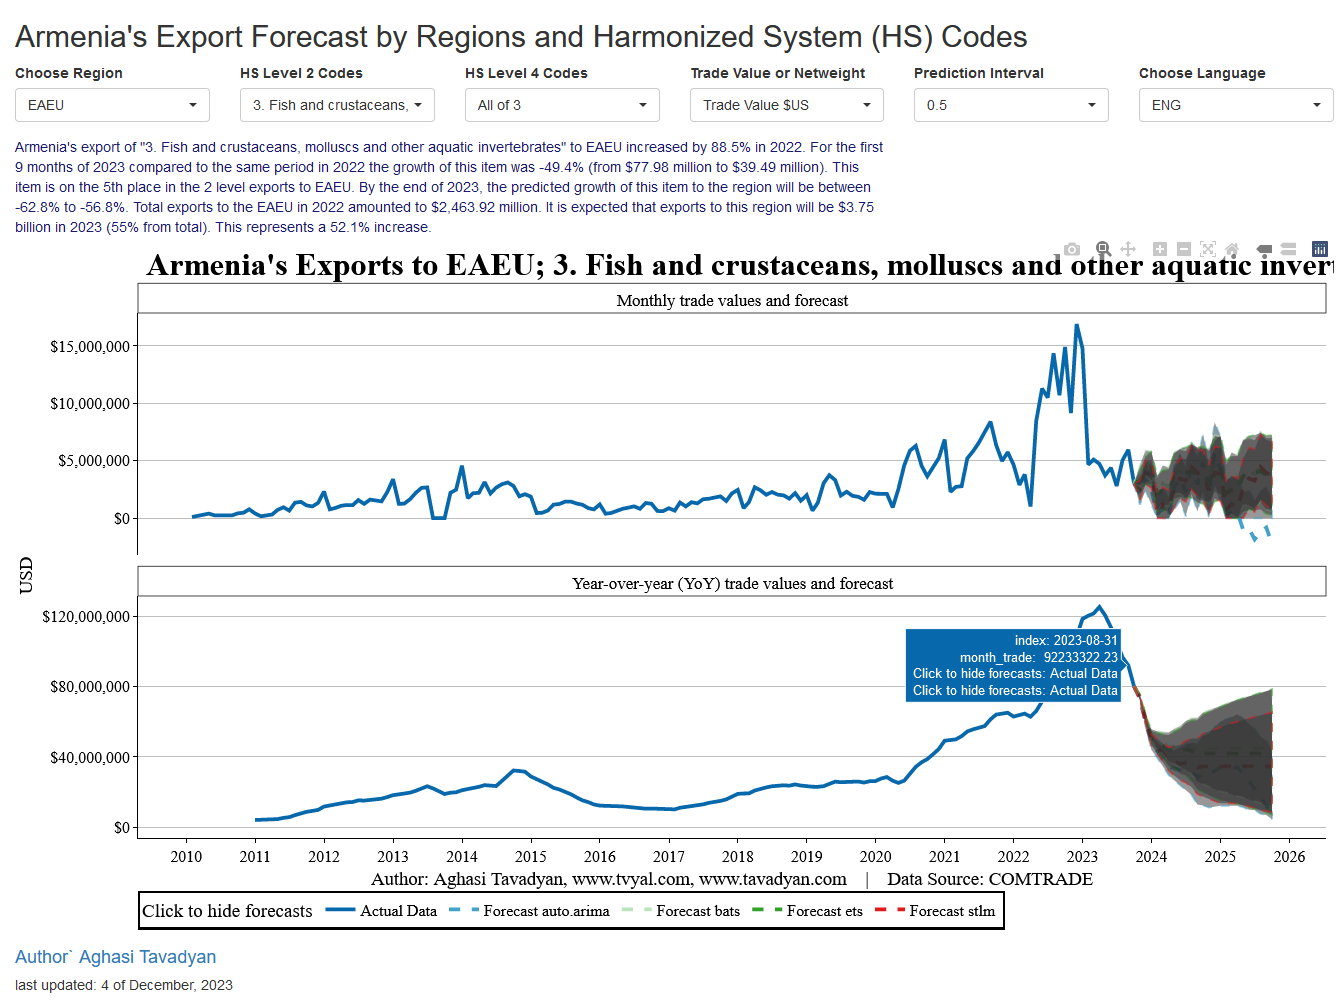 Armenia's Export Forecast by Regions and Harmonized System (HS) Codes
Choose Region
HS Level 2 Codes
HS Level 4 Codes
Trade Value or Netweight
Prediction Interval
Choose Language
EAEU
3. Fish and crustaceans,
All of 3
Trade Value $US
0.5
ENG
Armenia's export of "3. Fish and crustaceans, molluscs and other aquatic invertebrates" to EAEU increased by 88.5% in 2022. For the first
9 months of 2023 compared to the same period in 2022 the growth of this item was -49.4% (from $77.98 million to $39.49 million). This
item is on the 5th place in the 2 level exports to EAEU. By the end of 2023, the predicted growth of this item to the region will be between
-62.8% to -56.8%. Total exports to the EAEU in 2022 amounted to $2,463.92 million. It is expected that exports to this region will be $3.75
billion in 2023 (55% from total). This represents a 52.1% increase.
Armenia's Exports to EAEU; 3. Fish and crustaceans, molluscs and other aquatic invert
Monthly trade values and forecast
$15,000,000
$10,000,000
$5,000,000
$0
USD
Year-over-year (YoY) trade values and forecast
$120,000,000
$80,000,000
$40,000,000
$0
index: 2023-08-31
month_trade: 92233322.23
Click to hide forecasts: Actual Data
Click to hide forecasts: Actual Data
2010 2011 2012 2013 2014 2015 2016 2017 2018 2019 2020 2021 2022 2023 2024 2025 2026
Author: Aghasi Tavadyan, www.tvyal.com, www.tavadyan.com | Data Source: COMTRADE
Click to hide forecasts Actual Data Forecast auto.arima Forecast bats Forecast ets Forecast stlm
Author` Aghasi Tavadyan
last updated: 4 of December, 2023